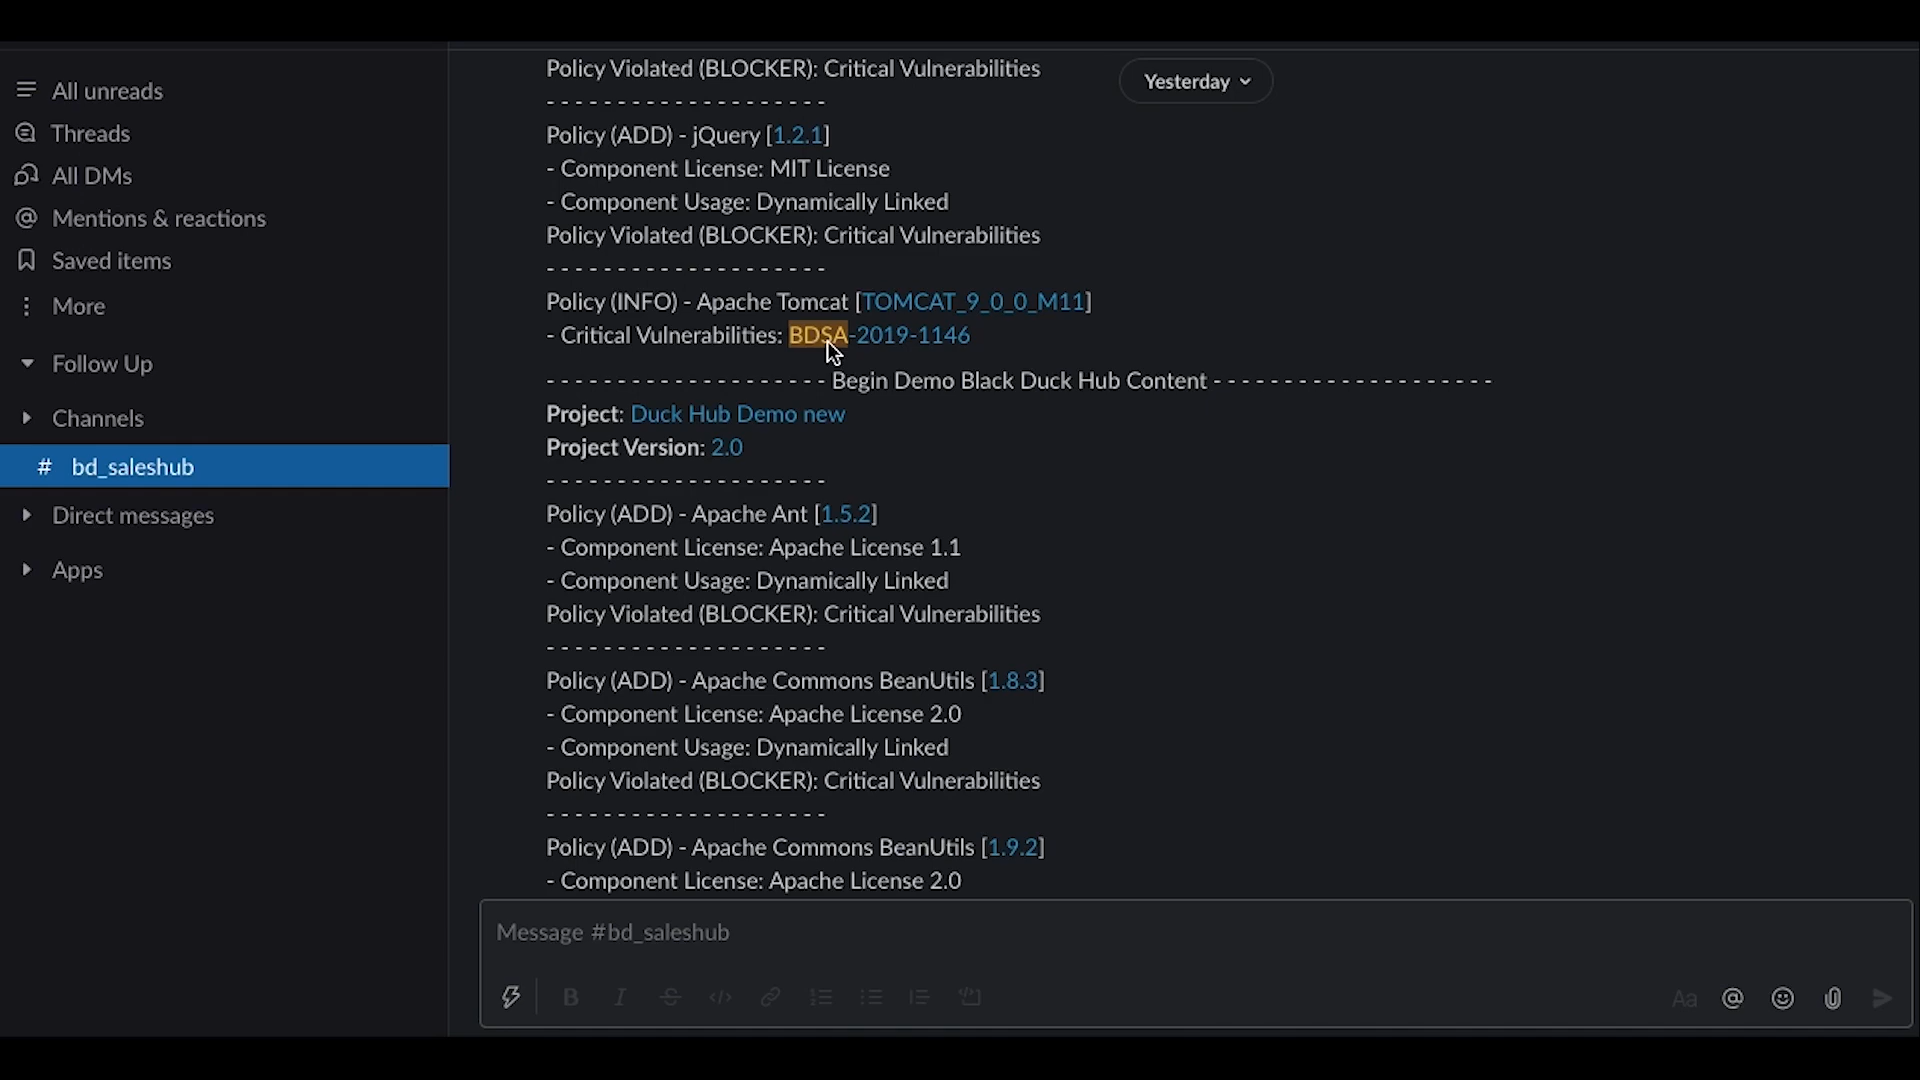 All unreads
Threads
All DMs
Mentions & reactions
Saved items
More
Follow Up
Channels
# bd_saleshub
Direct messages
Apps
Yesterday
Policy Violated (BLOCKER): Critical Vulnerabilities
- - - - - - - - - - - - - - - - - - - -
Policy (ADD) - jQuery [1.2.1]
- Component License: MIT License
- Component Usage: Dynamically Linked
Policy Violated (BLOCKER): Critical Vulnerabilities
- - - - - - - - - - - - - - - - - - - -
Policy (INFO) - Apache Tomcat [TOMCAT_9_0_0_M11]
- Critical Vulnerabilities: BDSA-2019-1146
- - - - - - - - - - - - - - - - - - - - Begin Demo Black Duck Hub Content - - - - - - - - - - - - - - - - - - - -
Project: Duck Hub Demo new
Project Version: 2.0
- - - - - - - - - - - - - - - - - - - -
Policy (ADD) - Apache Ant [1.5.2]
- Component License: Apache License 1.1
- Component Usage: Dynamically Linked
Policy Violated (BLOCKER): Critical Vulnerabilities
- - - - - - - - - - - - - - - - - - - -
Policy (ADD) - Apache Commons BeanUtils [1.8.3]
- Component License: Apache License 2.0
- Component Usage: Dynamically Linked
Policy Violated (BLOCKER): Critical Vulnerabilities
- - - - - - - - - - - - - - - - - - - -
Policy (ADD) - Apache Commons BeanUtils [1.9.2]
- Component License: Apache License 2.0
Message #bd_saleshub
B I S </> Aa @